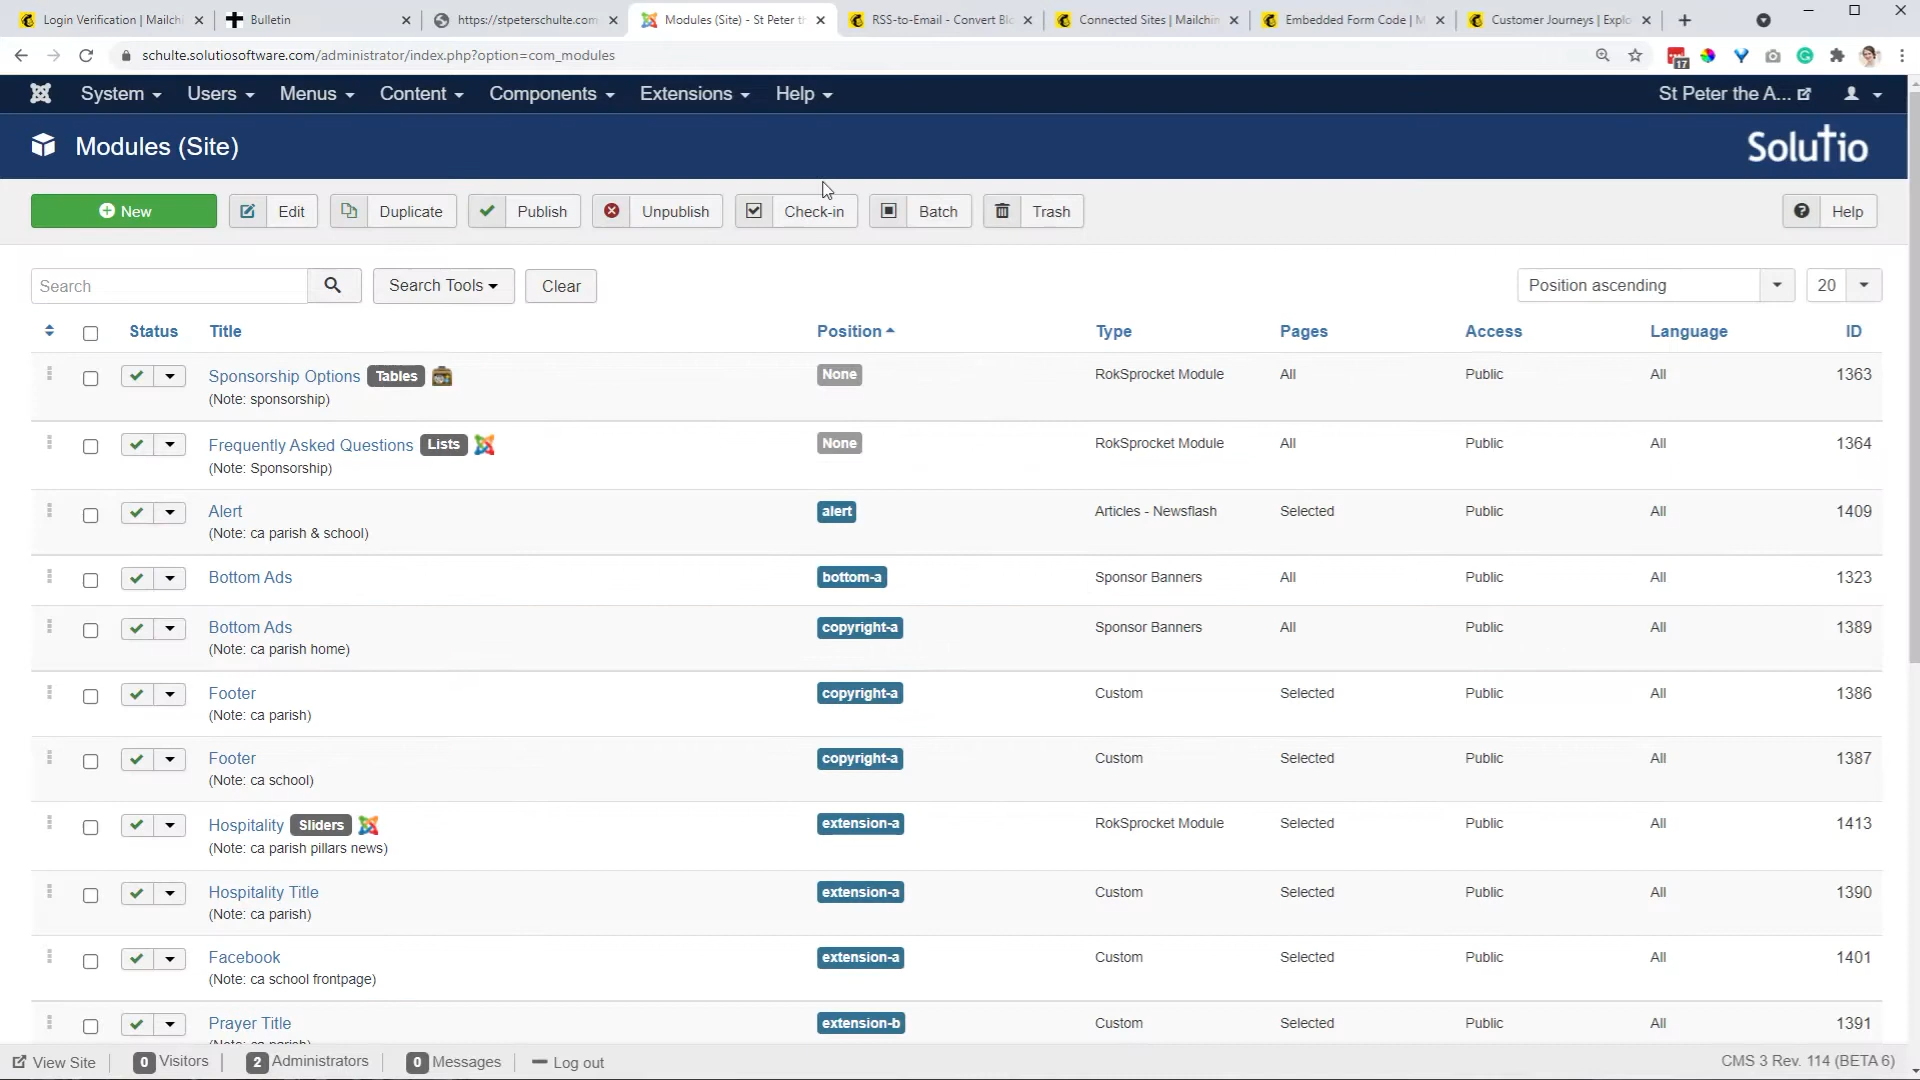 Login Verification | Mailchi
Bulletin
https://stpeterschulte.com
Modules (Site) - St Peter th
RSS-to-Email - Convert Blo
Connected Sites | Mailchim
Embedded Form Code | M
Customer Journeys | Explo
schulte.solutiosoftware.com/administrator/index.php?option=com_modules
17
System Users Menus Content Components Extensions Help St Peter the A...
Modules (Site)
Solutio
New Edit Duplicate Publish Unpublish Check-in Batch Trash Help
Search Search Tools Clear Position ascending 20
Status Title Position Type Pages Access Language ID
Sponsorship Options Tables None RokSprocket Module All Public All 1363
(Note: sponsorship)
Frequently Asked Questions Lists None RokSprocket Module All Public All 1364
(Note: Sponsorship)
Alert alert Articles - Newsflash Selected Public All 1409
(Note: ca parish & school)
Bottom Ads bottom-a Sponsor Banners All Public All 1323
Bottom Ads copyright-a Sponsor Banners All Public All 1389
(Note: ca parish home)
Footer copyright-a Custom Selected Public All 1386
(Note: ca parish)
Footer copyright-a Custom Selected Public All 1387
(Note: ca school)
Hospitality Sliders extension-a RokSprocket Module Selected Public All 1413
(Note: ca parish pillars news)
Hospitality Title extension-a Custom Selected Public All 1390
(Note: ca parish)
Facebook extension-a Custom Selected Public All 1401
(Note: ca school frontpage)
Prayer Title extension-b Custom Selected Public All 1391
View Site 0 Visitors 2 Administrators 0 Messages Log out CMS 3 Rev. 114 (BETA 6)